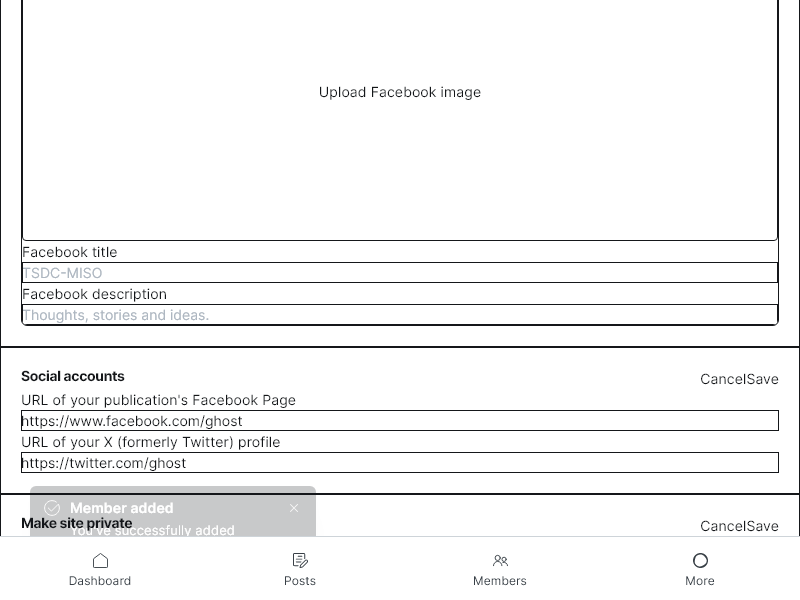 Upload Facebook image
Facebook title
TSDC-MISO
Facebook description
Thoughts, stories and ideas.
Social accounts
CancelSave
URL of your publication's Facebook Page
https://www.facebook.com/ghost
URL of your X (formerly Twitter) profile
https://twitter.com/ghost
Member added
Make site private
CancelSave
You've successfully added
Dashboard
Posts
Members
More